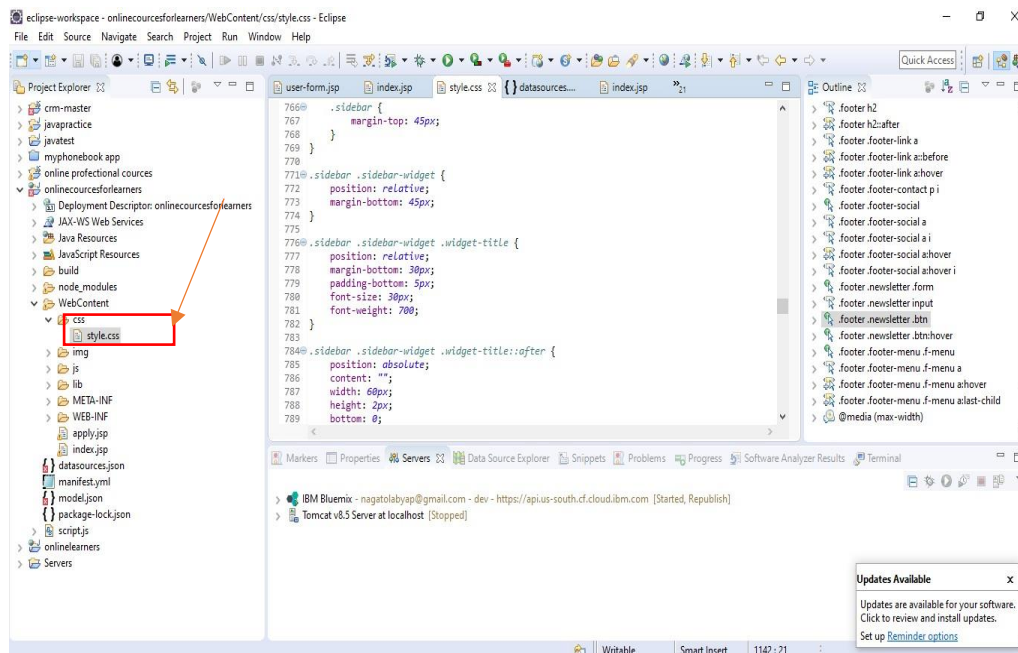 eclipse-workspace - onlinecourcesforlearners/WebContent/css/style.css - Eclipse
File Edit Source Navigate Search Project Run Window Help
Quick Access
Project Explorer
crm-master
javapractice
javatest
myphonebook app
online profectional cources
onlinecourcesforlearners
Deployment Descriptor: onlinecourcesforlearners
JAX-WS Web Services
Java Resources
JavaScript Resources
build
node_modules
WebContent
css
style.css
img
js
lib
META-INF
WEB-INF
apply.jsp
index.jsp
datasources.json
manifest.yml
model.json
package-lock.json
script.js
onlinelearners
Servers
user-form.jsp index.jsp style.css datasources.... index.jsp »21
766 .sidebar {
767 margin-top: 45px;
768 }
769 }
770
771 .sidebar .sidebar-widget {
772 position: relative;
773 margin-bottom: 45px;
774 }
775
776 .sidebar .sidebar-widget .widget-title {
777 position: relative;
778 margin-bottom: 30px;
779 padding-bottom: 5px;
780 font-size: 30px;
781 font-weight: 700;
782 }
783
784 .sidebar .sidebar-widget .widget-title::after {
785 position: absolute;
786 content: "";
787 width: 60px;
788 height: 2px;
789 bottom: 0;
Outline
.footer h2
.footer h2::after
.footer .footer-link a
.footer .footer-link a::before
.footer .footer-link a:hover
.footer .footer-contact p i
.footer .footer-social
.footer .footer-social a
.footer .footer-social a i
.footer .footer-social a:hover
.footer .footer-social a:hover i
.footer .newsletter .form
.footer .newsletter input
.footer .newsletter .btn
.footer .newsletter .btn:hover
.footer .footer-menu .f-menu
.footer .footer-menu .f-menu a
.footer .footer-menu .f-menu a:hover
.footer .footer-menu .f-menu a:last-child
@media (max-width)
Markers Properties Servers Data Source Explorer Snippets Problems Progress Software Analyzer Results Terminal
IBM Bluemix - nagatolabyap@gmail.com - dev - https://api.us-south.cf.cloud.ibm.com [Started, Republish]
Tomcat v8.5 Server at localhost [Stopped]
Updates Available x
Updates are available for your software.
Click to review and install updates.
Set up Reminder options
Writable Smart Insert 1142 : 21